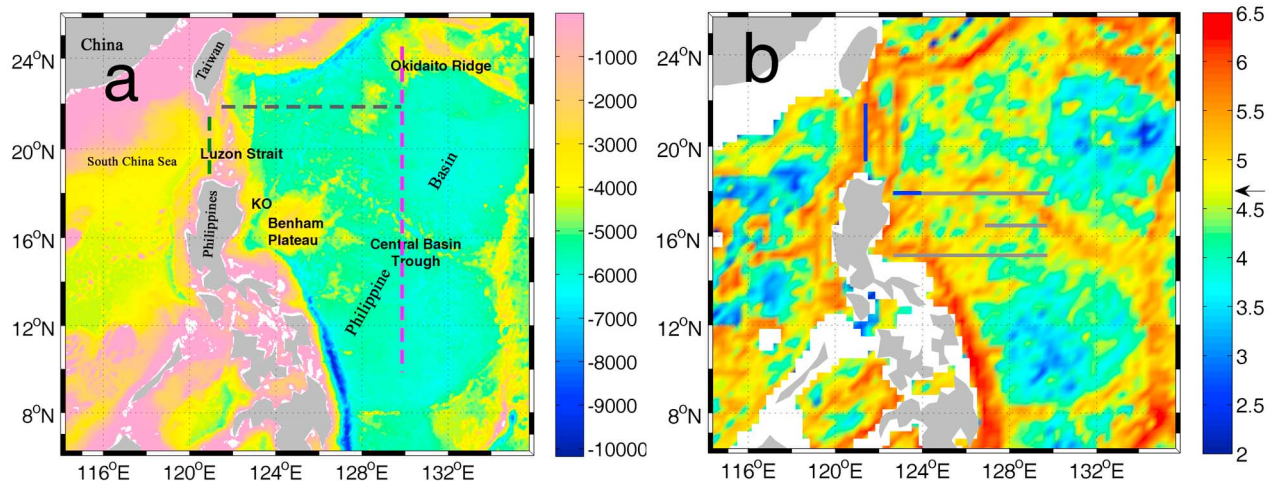 a
China
Taiwan
Okidaito Ridge
South China Sea
Luzon Strait
Basin
Philippines
KO
Benham
Plateau
Central Basin
Trough
Philippine
24°N
20°N
16°N
12°N
8°N
116°E
120°E
124°E
128°E
132°E
-1000
-2000
-3000
-4000
-5000
-6000
-7000
-8000
-9000
-10000
b
24°N
20°N
16°N
12°N
8°N
116°E
120°E
124°E
128°E
132°E
6.5
6
5.5
5
4.5
4
3.5
3
2.5
2